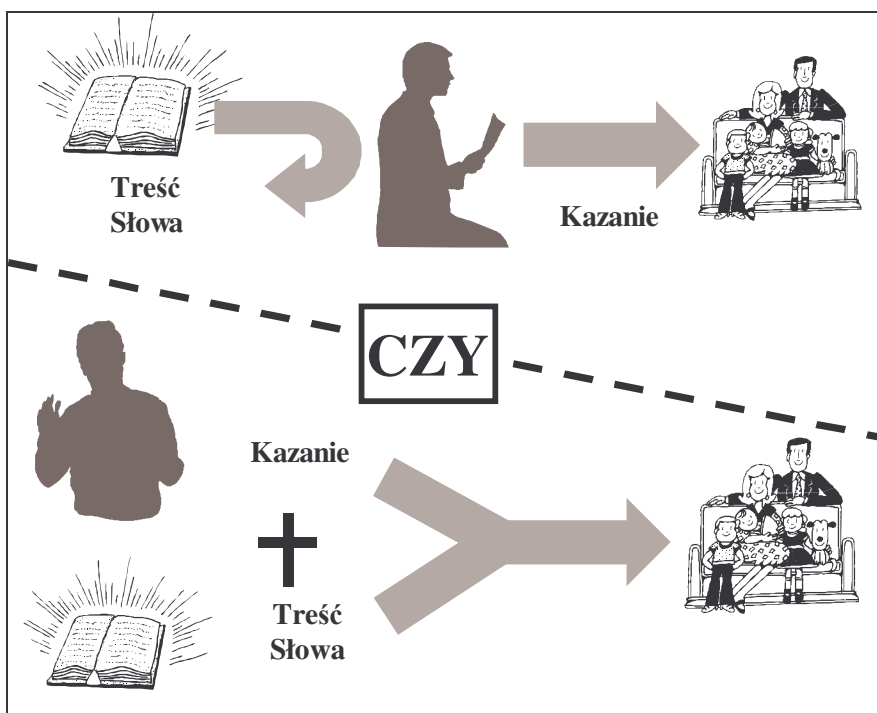 Treść
Słowa
Kazanie
CZY
Kazanie
Treść
Słowa